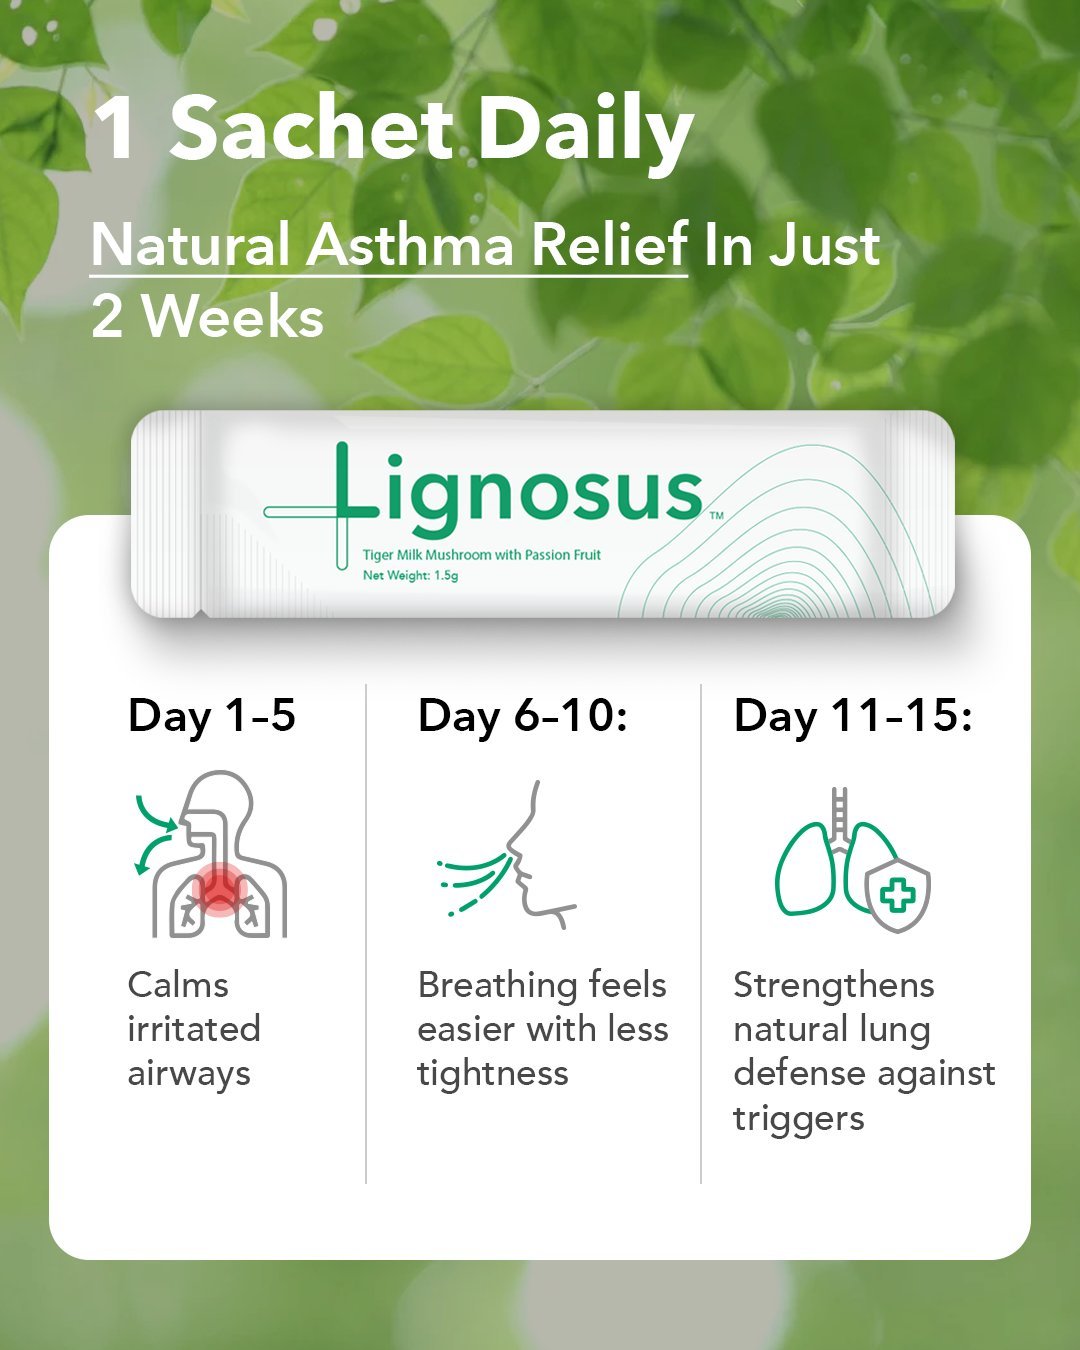 1 Sachet Daily
Natural Asthma Relief In Just
2 Weeks
Lignosus™
Tiger Milk Mushroom with Passion Fruit
Net Weight: 1.5g
Day 1–5
Calms
irritated
airways
Day 6–10:
Breathing feels
easier with less
tightness
Day 11–15:
Strengthens
natural lung
defense against
triggers